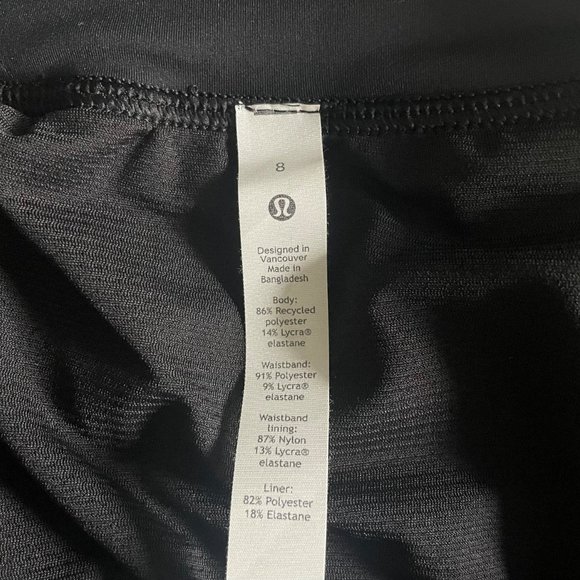 8
Designed in
Vancouver
Made in
Bangladesh
Body:
86% Recycled
polyester
14% Lycra®
elastane
Waistband:
91% Polyester
9% Lycra®
elastane
Waistband
lining:
87% Nylon
13% Lycra®
elastane
Liner:
82% Polyester
18% Elastane